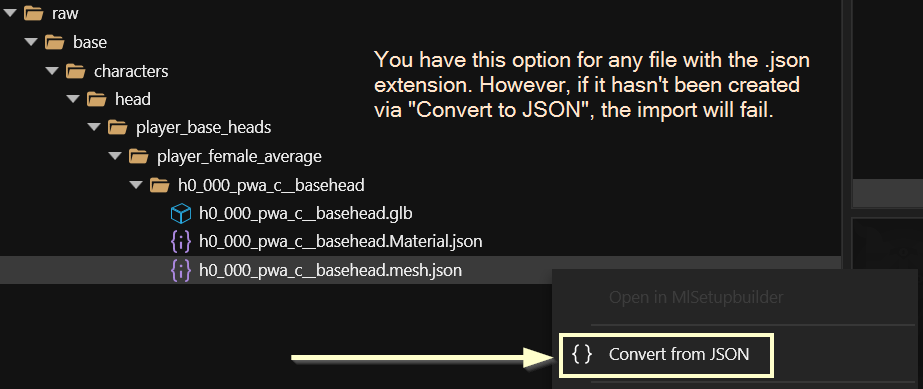 raw
base
You have this option for any file with the .json
extension. However, if it hasn't been created
via "Convert to JSON", the import will fail.
characters
head
player_base_heads
player_female_average
h0_000_pwa_c__basehead
h0_000_pwa_c__basehead.glb
h0_000_pwa_c__basehead.Material.json
h0_000_pwa_c__basehead.mesh.json
Open in MlSetupbuilder
{ } Convert from JSON